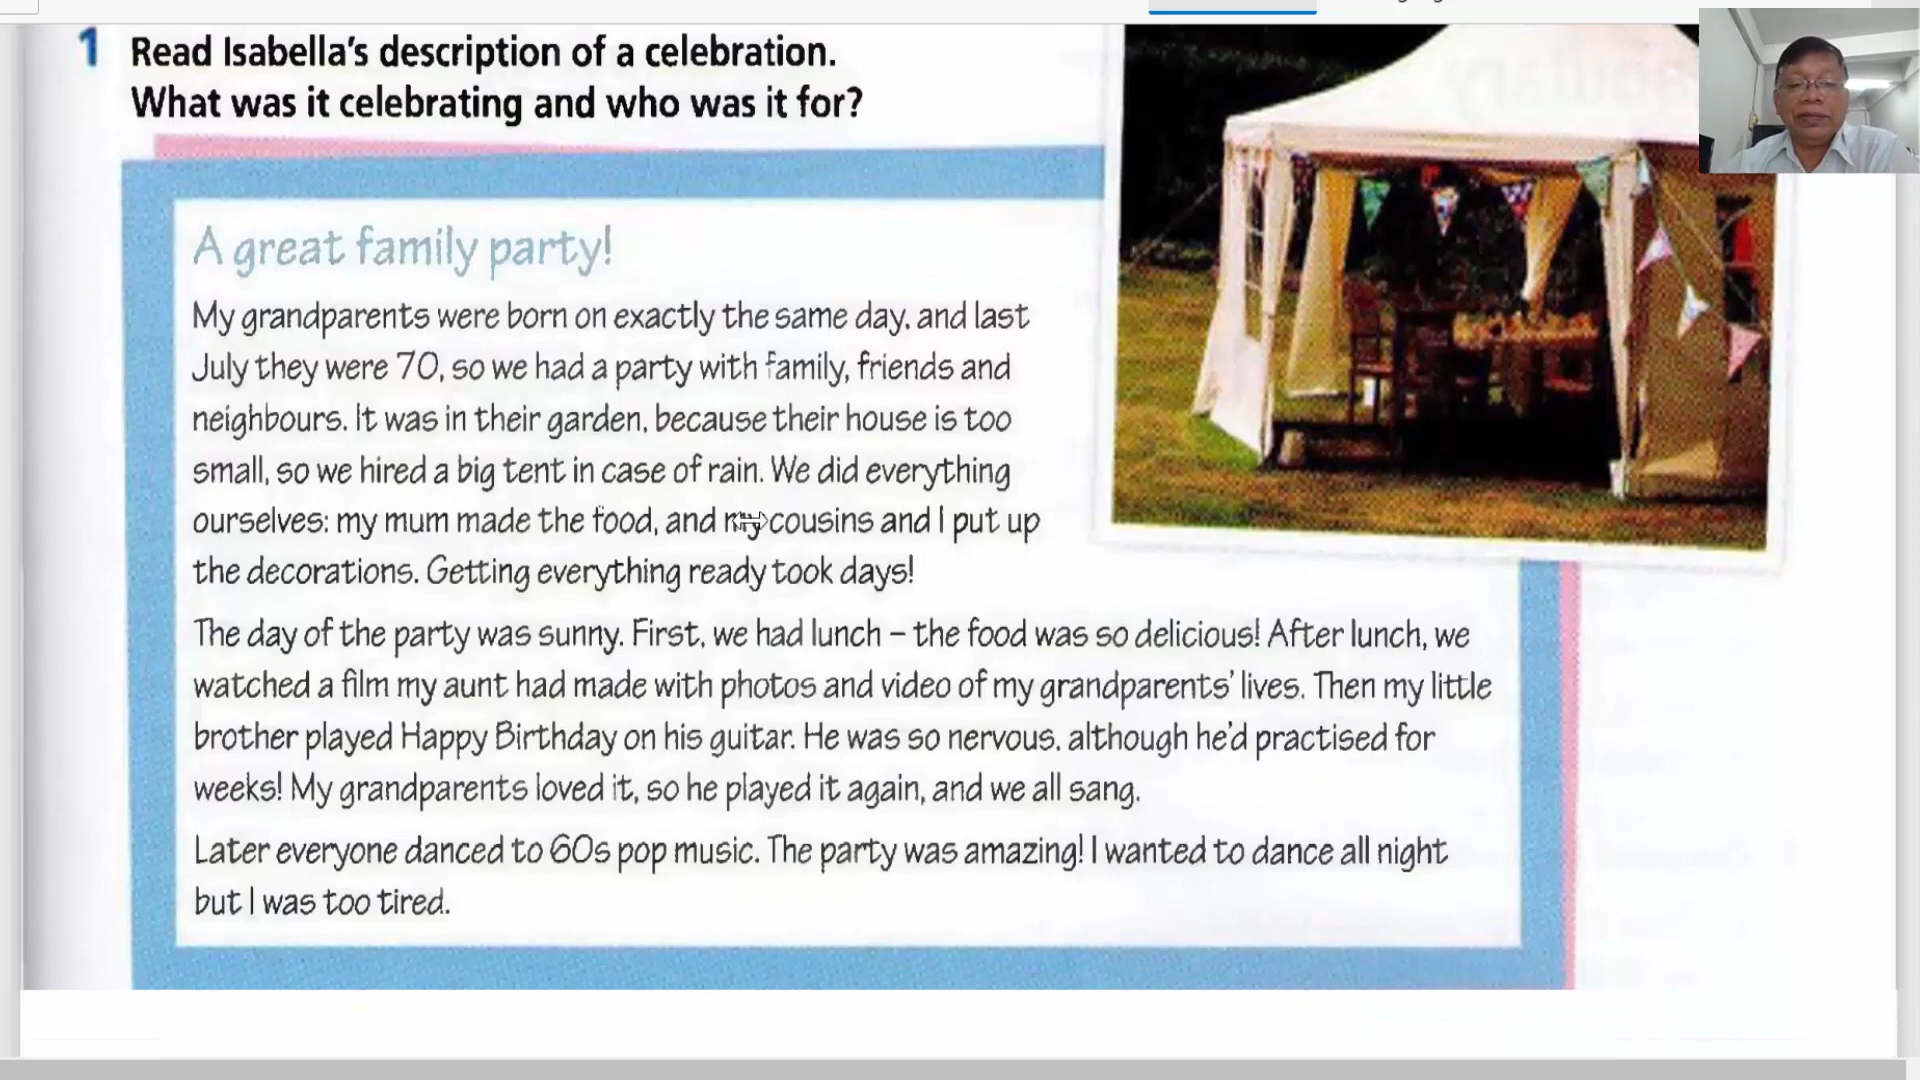 1 Read Isabella's description of a celebration.
What was it celebrating and who was it for?
A great family party!
My grandparents were born on exactly the same day, and last
July they were 70, so we had a party with family, friends and
neighbours. It was in their garden, because their house is too
small, so we hired a big tent in case of rain. We did everything
ourselves: my mum made the food, and my cousins and I put up
the decorations. Getting everything ready took days!
The day of the party was sunny. First, we had lunch – the food was so delicious! After lunch, we
watched a film my aunt had made with photos and video of my grandparents' lives. Then my little
brother played Happy Birthday on his guitar. He was so nervous, although he'd practised for
weeks! My grandparents loved it, so he played it again, and we all sang.
Later everyone danced to 60s pop music. The party was amazing! I wanted to dance all night
but I was too tired.